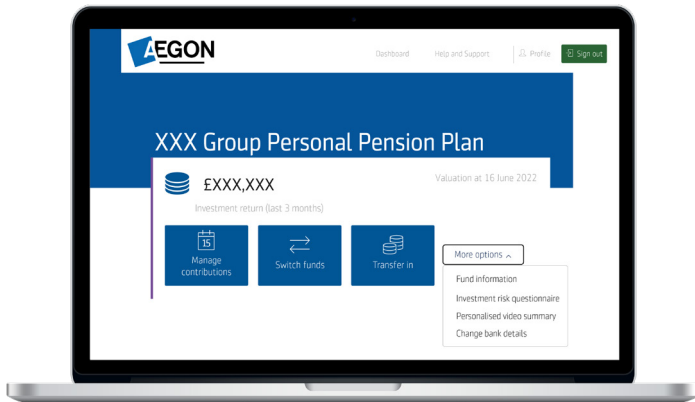 AEGON
Dashboard
Help and Support
Profile
Sign out
XXX Group Personal Pension Plan
£XXX,XXX
Valuation at 16 June 2022
Investment return (last 3 months)
15
Manage
contributions
Switch funds
Transfer in
More options
Fund information
Investment risk questionnaire
Personalised video summary
Change bank details